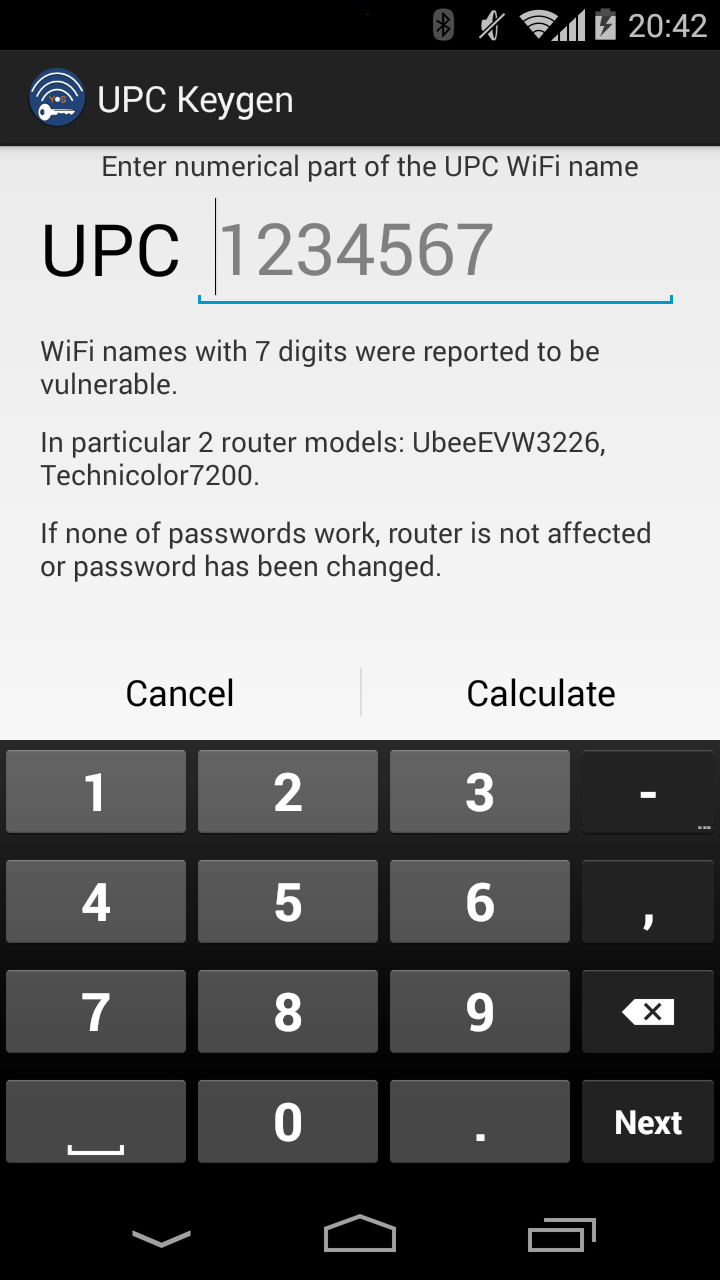 20:42
YOS
UPC Keygen
Enter numerical part of the UPC WiFi name
UPC 1234567
WiFi names with 7 digits were reported to be
vulnerable.
In particular 2 router models: UbeeEVW3226,
Technicolor7200.
If none of passwords work, router is not affected
or password has been changed.
Cancel Calculate
1 2 3 - ...
4 5 6 ,
7 8 9
0 . Next